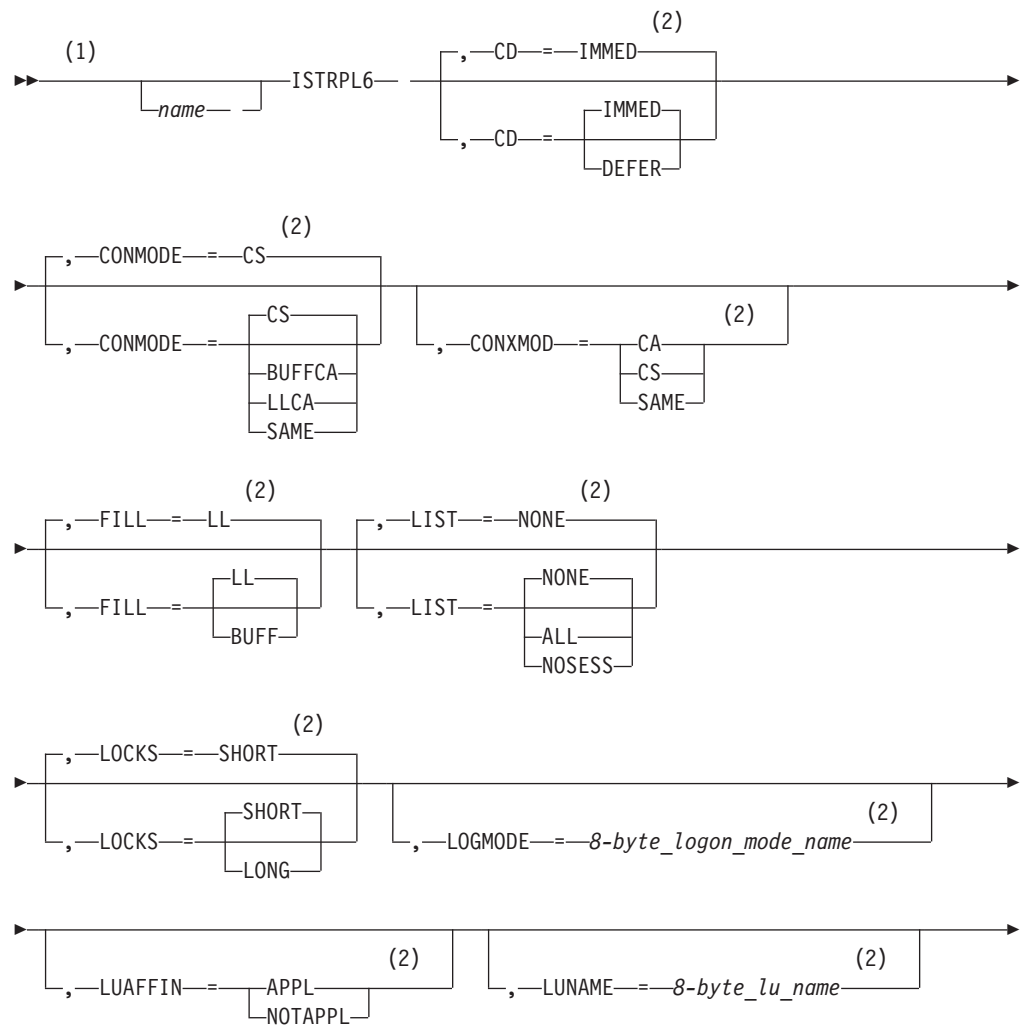 (1)
(2)
, CD = IMMED
name
ISTRPL6
, CD =
IMMED
DEFER
(2)
, CONMODE = CS
, CONMODE =
CS
BUFFCA
LLCA
SAME
(2)
, CONXMOD =
CA
CS
SAME
(2)
, FILL = LL
, FILL =
LL
BUFF
(2)
, LIST = NONE
, LIST =
NONE
ALL
NOSESS
(2)
, LOCKS = SHORT
, LOCKS =
SHORT
LONG
(2)
, LOGMODE = 8-byte_logon_mode_name
(2)
, LUAFFIN =
APPL
NOTAPPL
(2)
, LUNAME = 8-byte_lu_name